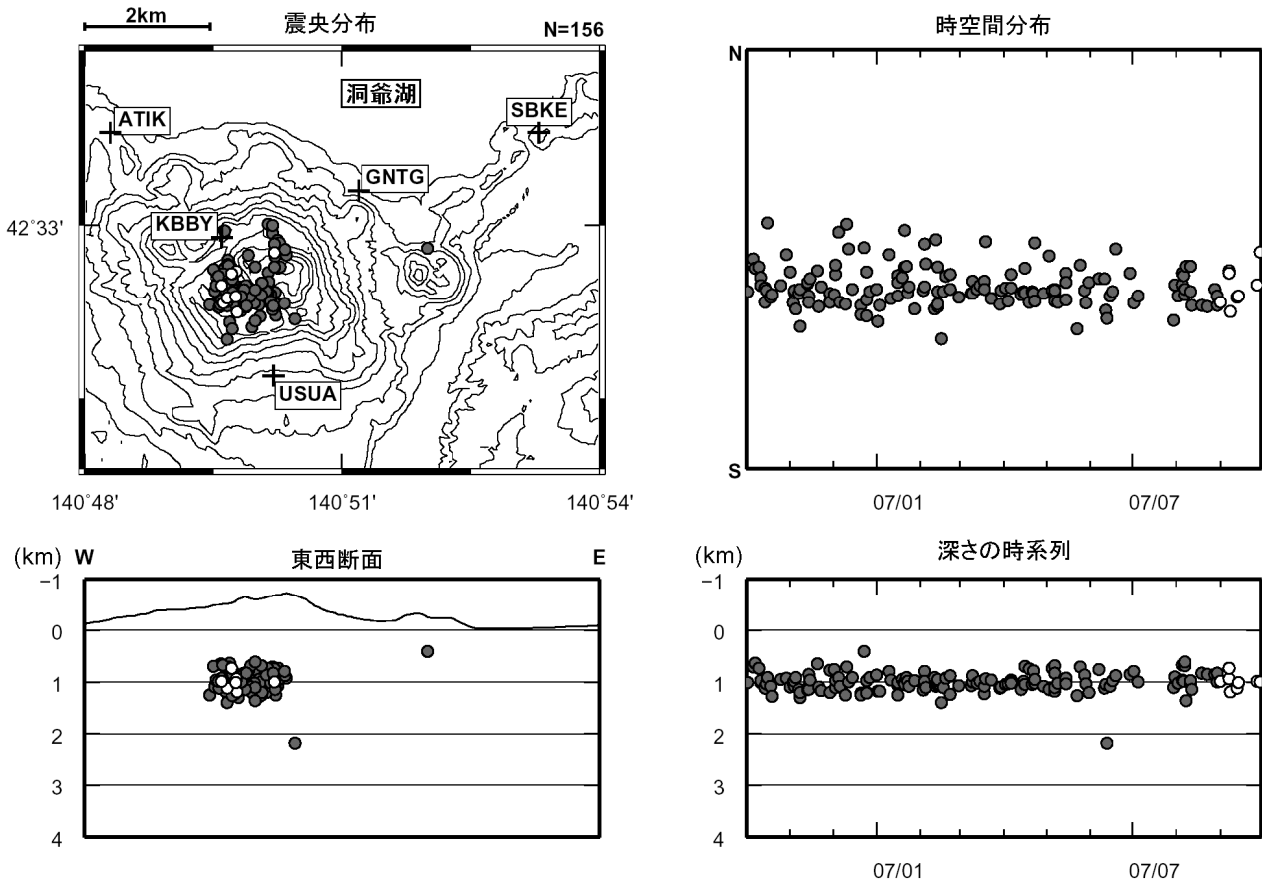 2km
震央分布
N=156
時空間分布
N
洞爺湖
ATIK
SBKE
GNTG
KBBY
42˚33'
USUA
S
140˚48'
140˚51'
140˚54'
07/01
07/07
(km)
W
東西断面
E
(km)
深さの時系列
−1
0
1
2
3
4
−1
0
1
2
3
4
07/01
07/07